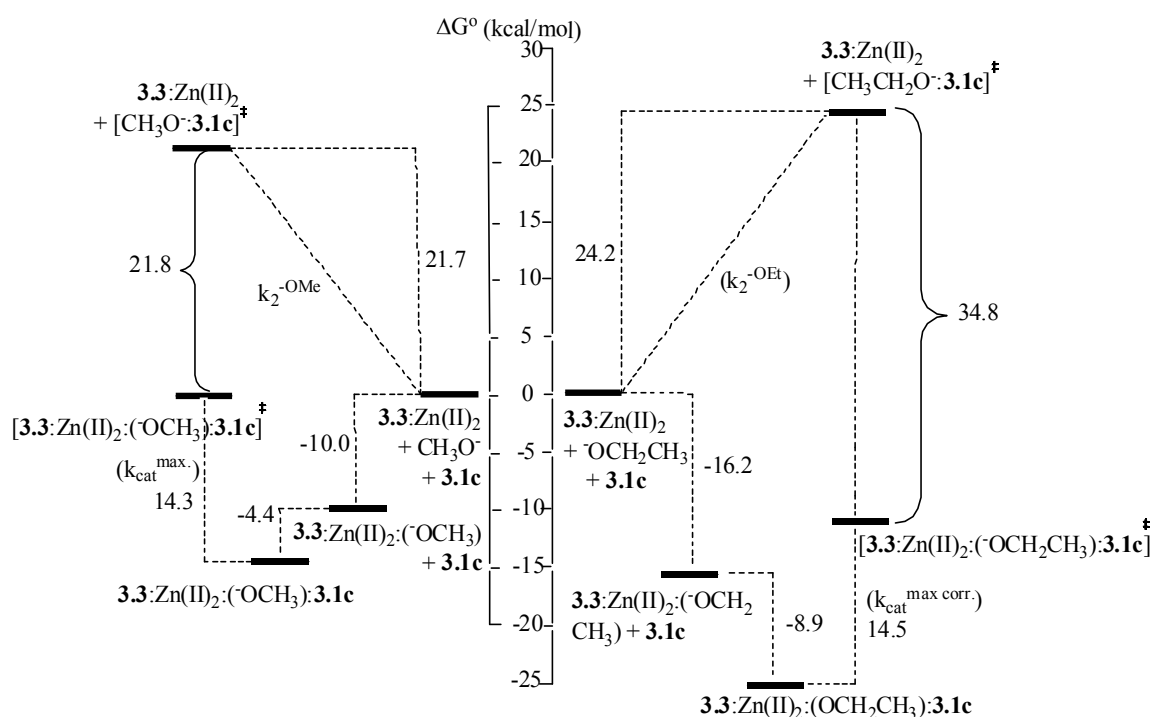 ΔG° (kcal/mol)
30
25
20
15
10
5
0
-5
-10
-15
-20
-25
3.3:Zn(II)2
+ [CH3O-:3.1c]‡
21.8
k2-OMe
21.7
[3.3:Zn(II)2:(-OCH3):3.1c]‡
(kcatmax.)
14.3
-10.0
-4.4
3.3:Zn(II)2
+ CH3O-
+ 3.1c
3.3:Zn(II)2:(-OCH3)
+ 3.1c
3.3:Zn(II)2:(-OCH3):3.1c
3.3:Zn(II)2
+ [CH3CH2O-:3.1c]‡
24.2
(k2-OEt)
34.8
3.3:Zn(II)2
+ -OCH2CH3
+ 3.1c
-16.2
[3.3:Zn(II)2:(-OCH2CH3):3.1c]‡
3.3:Zn(II)2:(-OCH2
CH3) + 3.1c
-8.9
(kcatmax corr.)
14.5
3.3:Zn(II)2:(OCH2CH3):3.1c